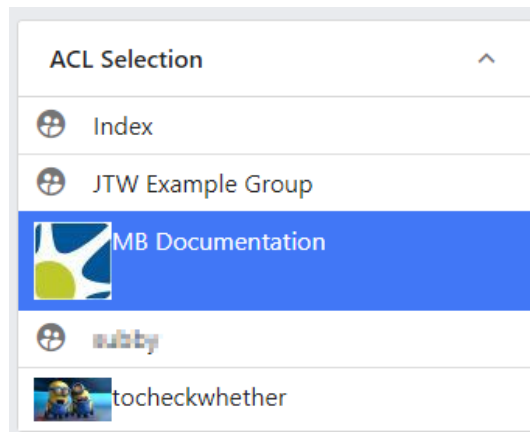 ACL Selection
Index
JTW Example Group
MB Documentation
tocheckwhether